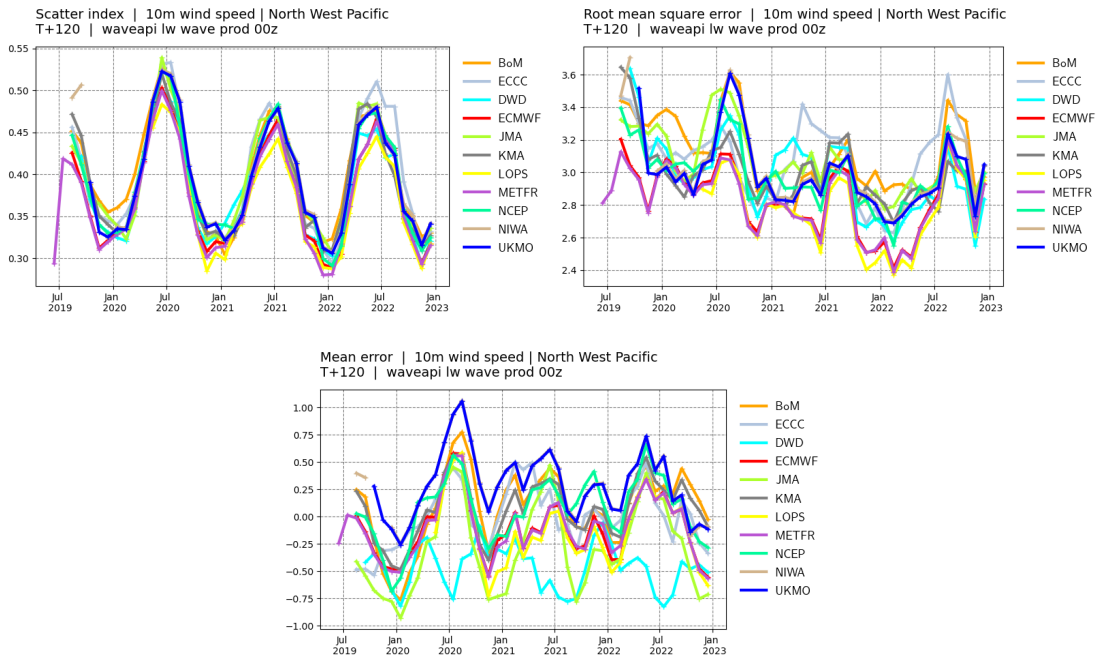 Scatter index | 10m wind speed | North West Pacific
T+120 | waveapi lw wave prod 00z
0.55
0.50
0.45
0.40
0.35
0.30
Jul
2019
Jan
2020
Jul
2020
Jan
2021
Jul
2021
Jan
2022
Jul
2022
Jan
2023
BoM
ECCC
DWD
ECMWF
JMA
KMA
LOPS
METFR
NCEP
NIWA
UKMO
Root mean square error | 10m wind speed | North West Pacific
T+120 | waveapi lw wave prod 00z
3.6
3.4
3.2
3.0
2.8
2.6
2.4
Jul
2019
Jan
2020
Jul
2020
Jan
2021
Jul
2021
Jan
2022
Jul
2022
Jan
2023
BoM
ECCC
DWD
ECMWF
JMA
KMA
LOPS
METFR
NCEP
NIWA
UKMO
Mean error | 10m wind speed | North West Pacific
T+120 | waveapi lw wave prod 00z
1.00
0.75
0.50
0.25
0.00
−0.25
−0.50
−0.75
−1.00
Jul
2019
Jan
2020
Jul
2020
Jan
2021
Jul
2021
Jan
2022
Jul
2022
Jan
2023
BoM
ECCC
DWD
ECMWF
JMA
KMA
LOPS
METFR
NCEP
NIWA
UKMO